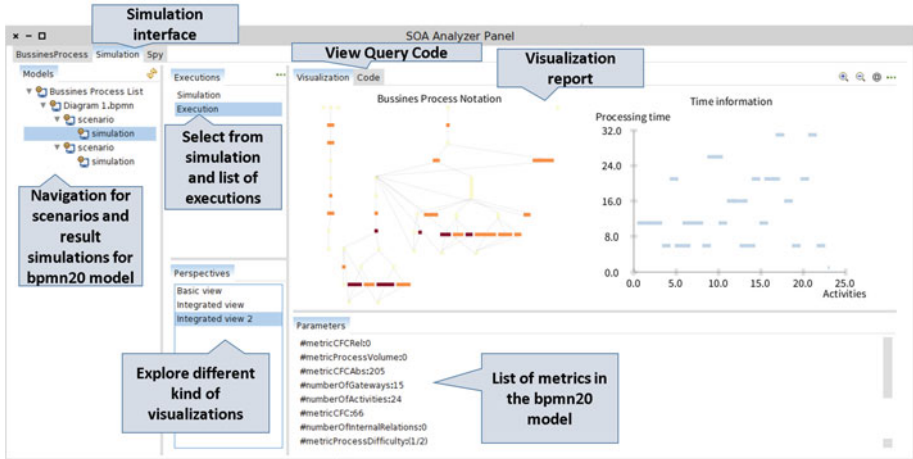 Simulation
interface
SOA Analyzer Panel
BussinesProcess Simulation Spy
View Query Code
Visualization
report
Models
Bussines Process List
Diagram 1.bpmn
scenario
simulation
scenario
simulation
Navigation for
scenarios and
result
simulations for
bpmn20 model
Executions
Simulation
Execution
Select from
simulation
and list of
executions
Perspectives
Basic view
Integrated view
Integrated view 2
Explore different
kind of
visualizations
Visualization Code
Bussines Process Notation
Time information
Processing time
32.0
24.0
16.0
8.0
0.0
0.0 5.0 10.0 15.0 20.0 25.0
Activities
Parameters
#metricCFCRel:0
#metricProcessVolume:0
#metricCFCAbs:205
#numberOfGateways:15
#numberOfActivities:24
#metricCFC:66
#numberOfInternalRelations:0
#metricProcessDifficulty:(1/2)
List of metrics in
the bpmn20
model